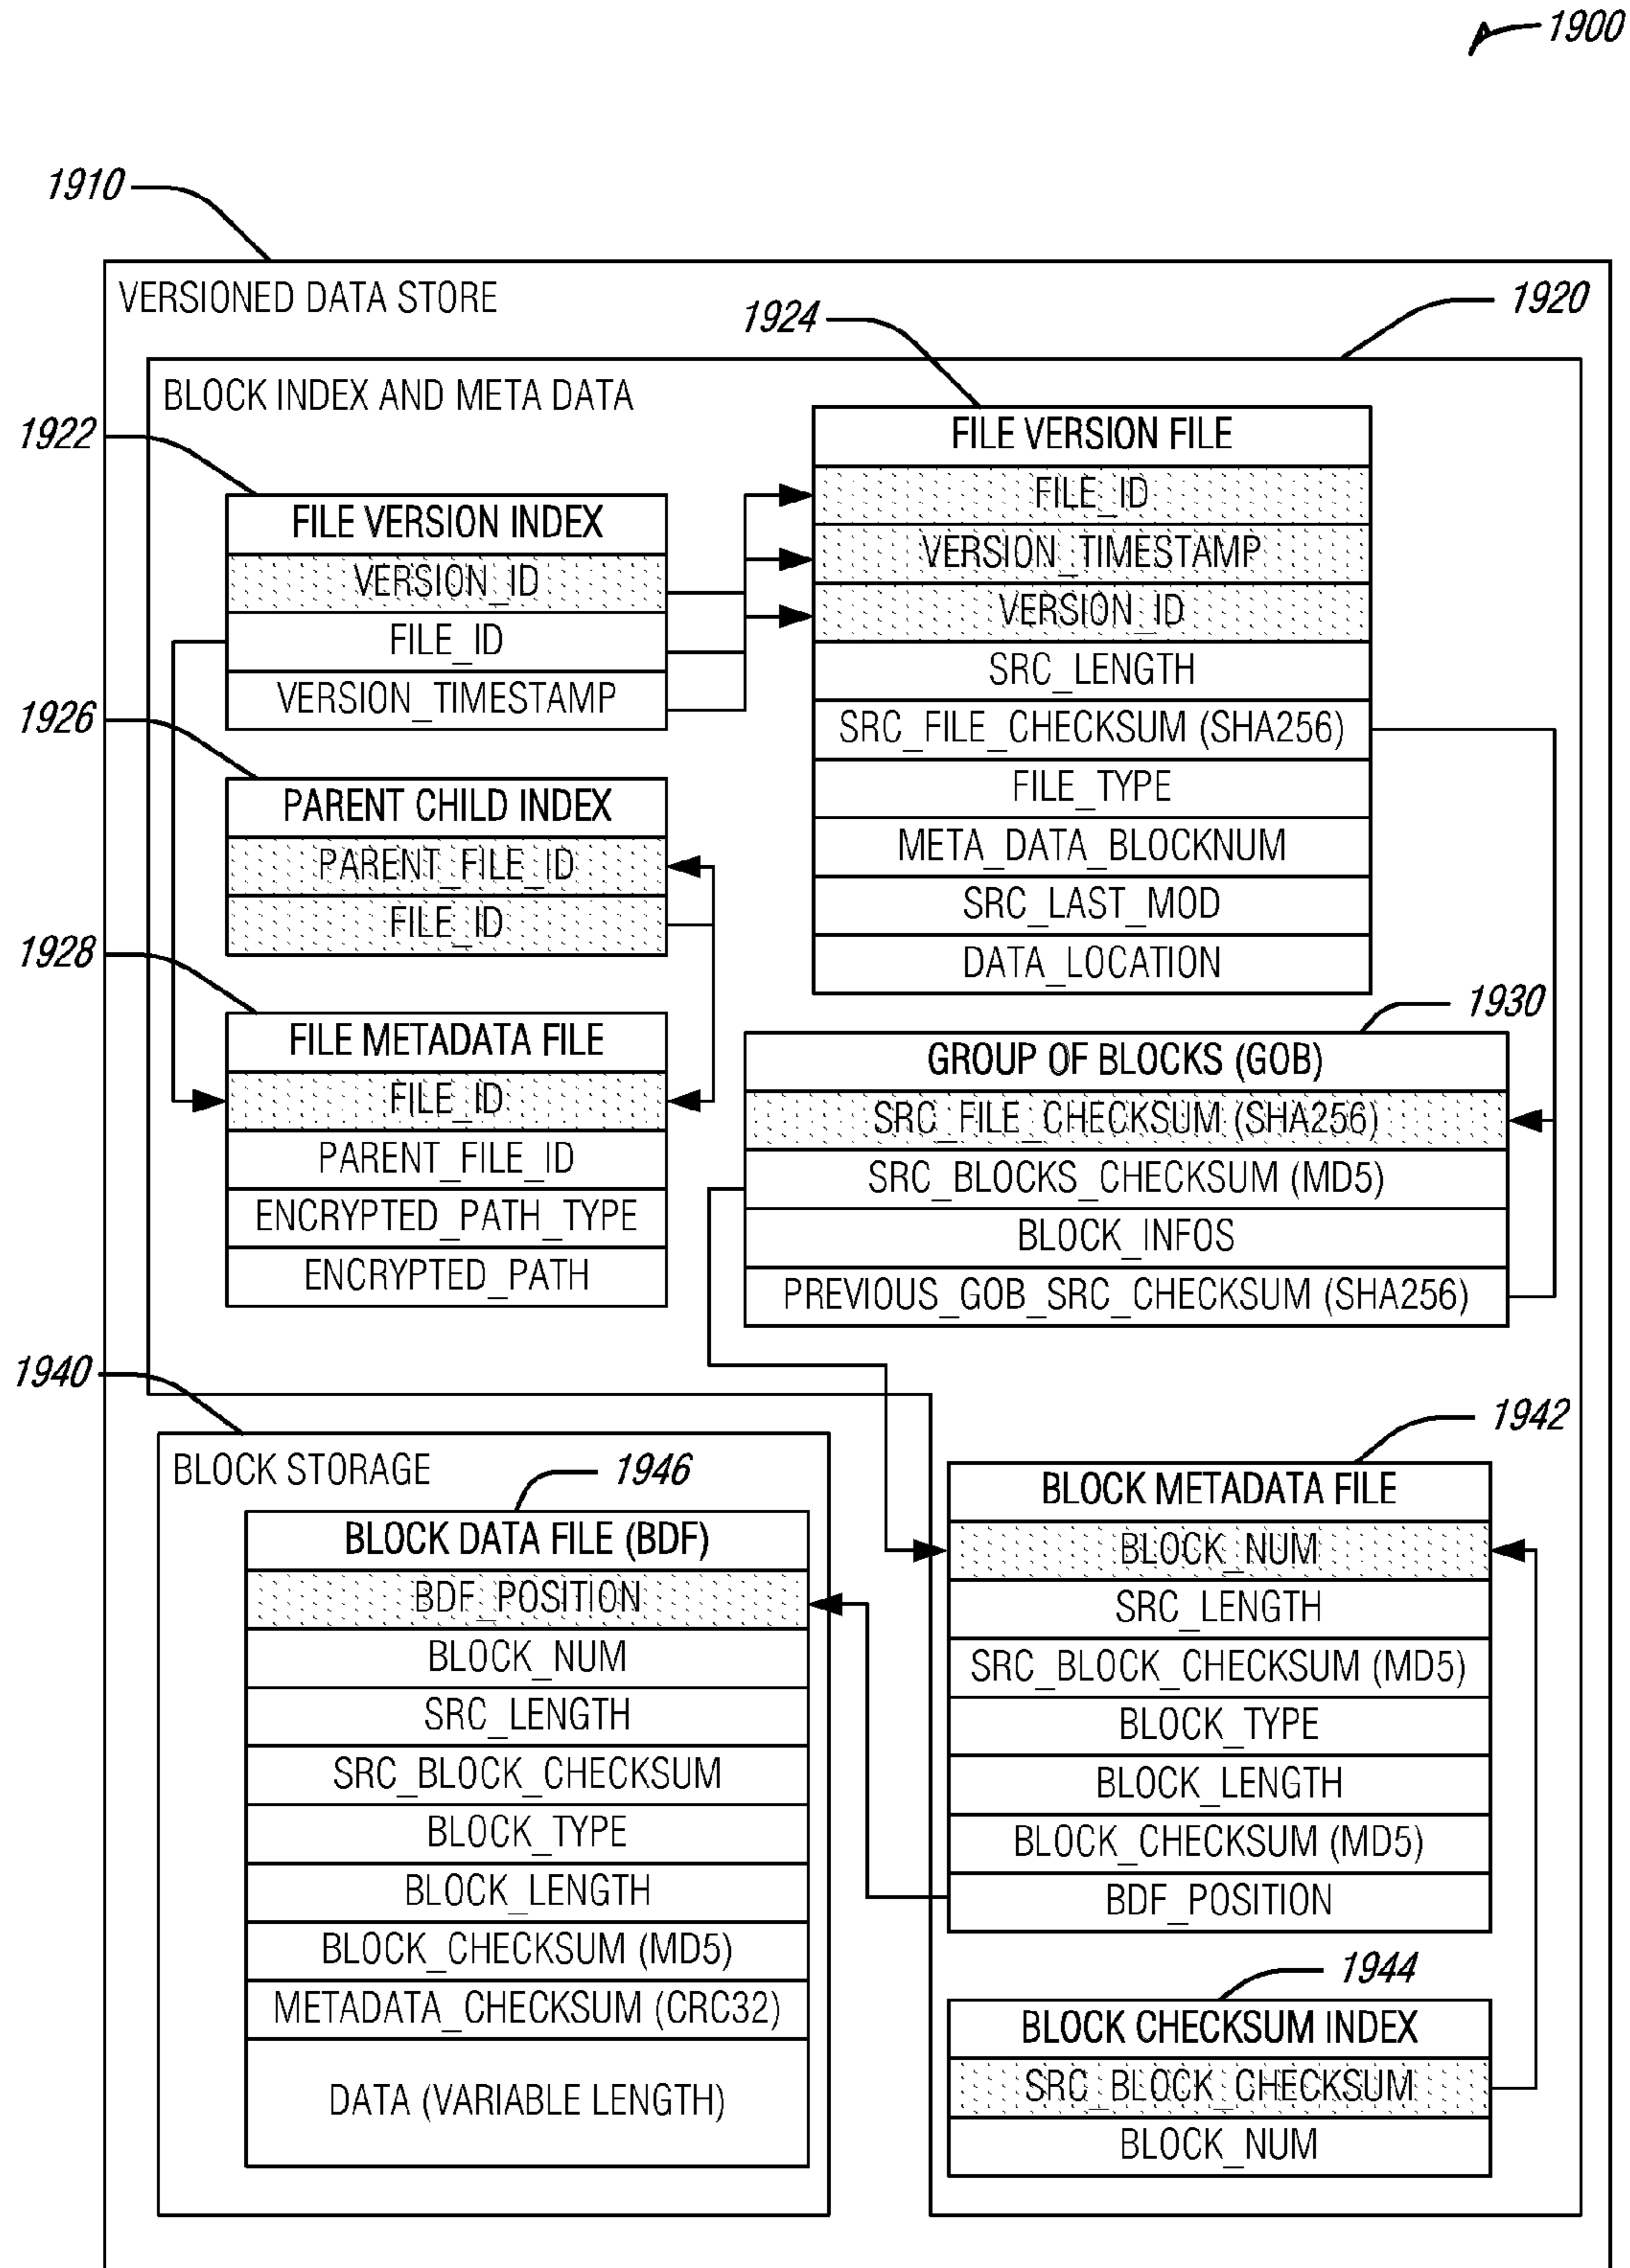 1900
1910
VERSIONED DATA STORE
1920
1924
BLOCK INDEX AND META DATA
1922
FILE VERSION INDEX
VERSION_ID
FILE_ID
VERSION_TIMESTAMP
FILE VERSION FILE
FILE_ID
VERSION_TIMESTAMP
VERSION_ID
SRC_LENGTH
SRC_FILE_CHECKSUM (SHA256)
FILE_TYPE
META_DATA_BLOCKNUM
SRC_LAST_MOD
DATA_LOCATION
1926
PARENT CHILD INDEX
PARENT_FILE_ID
FILE_ID
1928
FILE METADATA FILE
FILE_ID
PARENT_FILE_ID
ENCRYPTED_PATH_TYPE
ENCRYPTED_PATH
1930
GROUP OF BLOCKS (GOB)
SRC_FILE_CHECKSUM (SHA256)
SRC_BLOCKS_CHECKSUM (MD5)
BLOCK_INFOS
PREVIOUS_GOB_SRC_CHECKSUM (SHA256)
1940
BLOCK STORAGE
1946
BLOCK DATA FILE (BDF)
BDF_POSITION
BLOCK_NUM
SRC_LENGTH
SRC_BLOCK_CHECKSUM
BLOCK_TYPE
BLOCK_LENGTH
BLOCK_CHECKSUM (MD5)
METADATA_CHECKSUM (CRC32)
DATA (VARIABLE LENGTH)
1942
BLOCK METADATA FILE
BLOCK_NUM
SRC_LENGTH
SRC_BLOCK_CHECKSUM (MD5)
BLOCK_TYPE
BLOCK_LENGTH
BLOCK_CHECKSUM (MD5)
BDF_POSITION
1944
BLOCK CHECKSUM INDEX
SRC_BLOCK_CHECKSUM
BLOCK_NUM